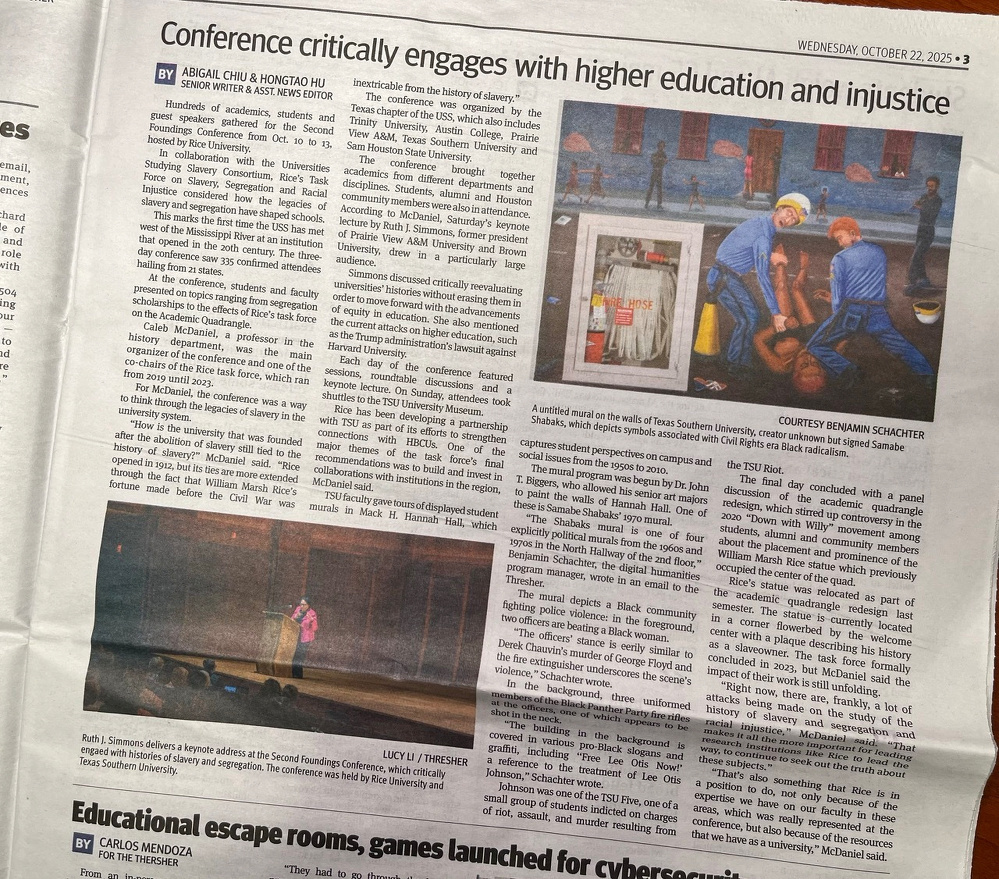 WEDNESDAY, OCTOBER 22, 2025 • 3
Conference critically engages with higher education and injustice
BY ABIGAIL CHIU & HONGTAO HU
SENIOR WRITER & ASST. NEWS EDITOR
Hundreds of academics, students and
guest speakers gathered for the Second
Foundings Conference from Oct. 10 to 13,
hosted by Rice University.
In collaboration with the Universities
Studying Slavery Consortium, Rice's Task
Force on Slavery, Segregation and Racial
Injustice considered how the legacies of
slavery and segregation have shaped schools.
This marks the first time the USS has met
west of the Mississippi River at an institution
that opened in the 20th century. The three-
day conference saw 335 confirmed attendees
hailing from 21 states.
At the conference, students and faculty
presented on topics ranging from segregation
scholarships to the effects of Rice's task force
on the Academic Quadrangle.
Caleb McDaniel, a professor in the
history department, was the main
organizer of the conference and one of the
co-chairs of the Rice task force, which ran
from 2019 until 2023.
For McDaniel, the conference was a way
to think through the legacies of slavery in the
university system.
"How is the university that was founded
after the abolition of slavery still tied to the
history of slavery?" McDaniel said. "Rice
opened in 1912, but its ties are more extended
through the fact that William Marsh Rice's
fortune made before the Civil War was
inextricable from the history of slavery."
The conference was organized by the
Texas chapter of the USS, which also includes
Trinity University, Austin College, Prairie
View A&M, Texas Southern University and
Sam Houston State University.
The conference brought together
academics from different departments and
disciplines. Students, alumni and Houston
community members were also in attendance.
According to McDaniel, Saturday's keynote
lecture by Ruth J. Simmons, former president
of Prairie View A&M University and Brown
University, drew in a particularly large
audience.
Simmons discussed critically reevaluating
universities' histories without erasing them in
order to move forward with the advancements
of equity in education. She also mentioned
the current attacks on higher education, such
as the Trump administration's lawsuit against
Harvard University.
Each day of the conference featured
sessions, roundtable discussions and a
keynote lecture. On Sunday, attendees took
shuttles to the TSU University Museum.
Rice has been developing a partnership
with TSU as part of its efforts to strengthen
connections with HBCUs. One of the
major themes of the task force's final
recommendations was to build and invest in
collaborations with institutions in the region,
McDaniel said.
TSU faculty gave tours of displayed student
murals in Mack H. Hannah Hall, which
FIRE HOSE
COURTESY BENJAMIN SCHACHTER
A untitled mural on the walls of Texas Southern University, creator unknown but signed Samabe
Shabaks, which depicts symbols associated with Civil Rights era Black radicalism.
captures student perspectives on campus and
social issues from the 1950s to 2010.
The mural program was begun by Dr. John
T. Biggers, who allowed his senior art majors
to paint the walls of Hannah Hall. One of
these is Samabe Shabaks' 1970 mural.
"The Shabaks mural is one of four
explicitly political murals from the 1960s and
1970s in the North Hallway of the 2nd floor,"
Benjamin Schachter, the digital humanities
program manager, wrote in an email to the
Thresher.
The mural depicts a Black community
fighting police violence: in the foreground,
two officers are beating a Black woman.
"The officers' stance is eerily similar to
Derek Chauvin's murder of George Floyd and
the fire extinguisher underscores the scene's
violence," Schachter wrote.
In the background, three uniformed
members of the Black Panther Party fire rifles
at the officers, one of which appears to be
shot in the neck.
"The building in the background is
covered in various pro-Black slogans and
graffiti, including "Free Lee Otis Now!'
a reference to the treatment of Lee Otis
Johnson," Schachter wrote.
Johnson was one of the TSU Five, one of a
small group of students indicted on charges
of riot, assault, and murder resulting from
the TSU Riot.
The final day concluded with a panel
discussion of the academic quadrangle
redesign, which stirred up controversy in the
2020 "Down with Willy" movement among
students, alumni and community members
about the placement and prominence of the
William Marsh Rice statue which previously
occupied the center of the quad.
Rice's statue was relocated as part of
the academic quadrangle redesign last
semester. The statue is currently located
in a corner flowerbed by the welcome
center with a plaque describing his history
as a slaveowner. The task force formally
concluded in 2023, but McDaniel said the
impact of their work is still unfolding.
"Right now, there are, frankly, a lot of
attacks being made on the study of the
history of slavery and segregation and
racial injustice," McDaniel said. "That
makes it all the more important for leading
research institutions like Rice to lead the
way, to continue to seek out the truth about
these subjects."
"That's also something that Rice is in
a position to do, not only because of the
expertise we have on our faculty in these
areas, which was really represented at the
conference, but also because of the resources
that we have as a university," McDaniel said.
LUCY LI / THRESHER
Ruth J. Simmons delivers a keynote address at the Second Foundings Conference, which critically
engaed with histories of slavery and segregation. The conference was held by Rice University and
Texas Southern University.
Educational escape rooms, games launched for cybersecurity
BY CARLOS MENDOZA
FOR THE THERSHER
"They had to go through
From an
es
email,
ment,
ences
hard
le of
and
role
with
504
ing
our
—
to
nd
re
"